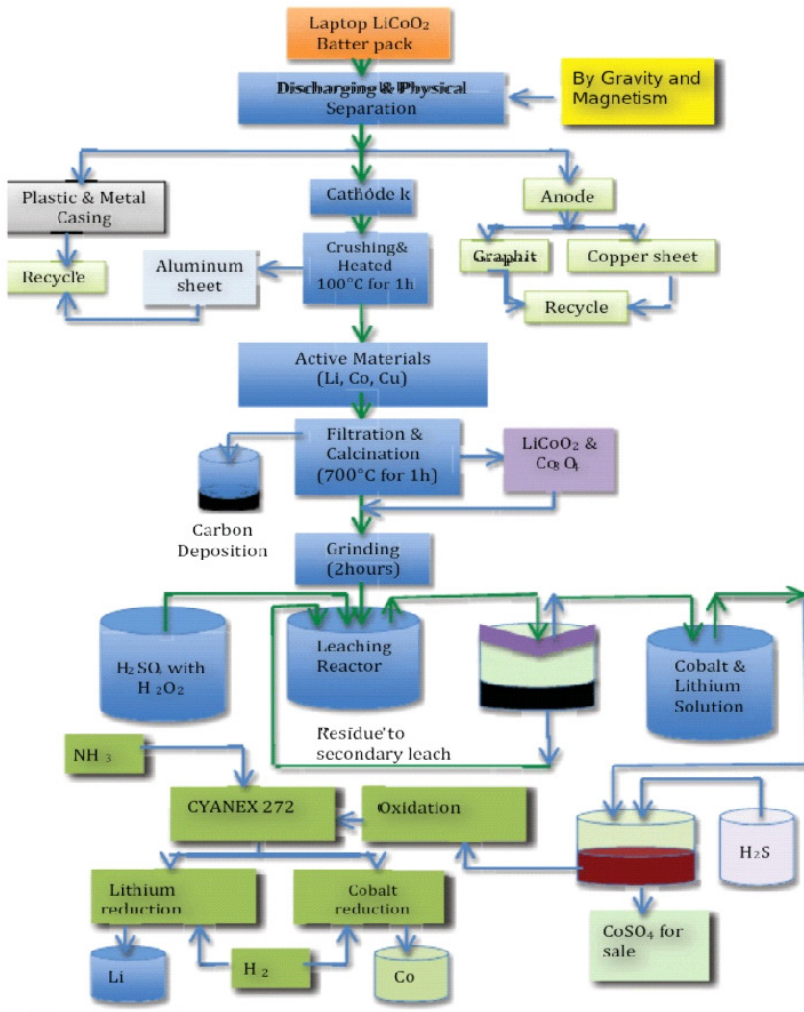 Laptop LiCoO₂
Batter pack
Discharging & Physical
Separation
By Gravity and
Magnetism
Plastic & Metal
Casing
Cathode k
Anode
Recycle
Aluminum
sheet
Crushing&
Heated
100°C for 1h
Graphit
Copper sheet
Recycle
Active Materials
(Li, Co, Cu)
Filtration &
Calcination
(700°C for 1h)
LiCoO₂ &
Co₃O₄
Carbon
Deposition
Grinding
(2hours)
H₂SO₄ with
H₂O₂
Leaching
Reactor
Cobalt &
Lithium
Solution
Residue to
secondary leach
NH₃
CYANEX 272
Oxidation
H₂S
Lithium
reduction
Cobalt
reduction
CoSO₄ for
sale
Li
H₂
Co